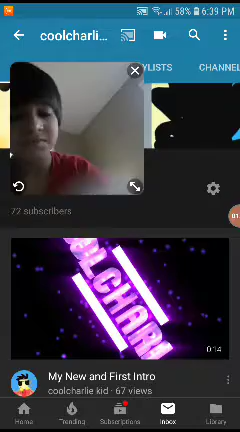 58% 6:39 PM
coolcharli...
YLISTS CHANNEL
72 subscribers
OOLCHARLI
0:14
My New and First Intro
coolcharlie kid · 67 views
Home Trending Subscriptions Inbox Library